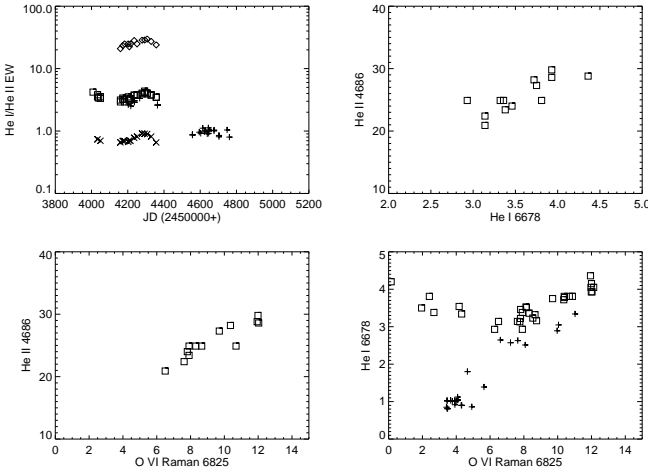 100.0
10.0
1.0
0.1
He I/He II EW
3800 4000 4200 4400 4600 4800 5000 5200
JD (2450000+)
40
30
20
10
He II 4686
2.0 2.5 3.0 3.5 4.0 4.5 5.0
He I 6678
40
30
20
10
He II 4686
0 2 4 6 8 10 12 14
O VI Raman 6825
5
4
3
2
1
0
He I 6678
0 2 4 6 8 10 12 14
O VI Raman 6825